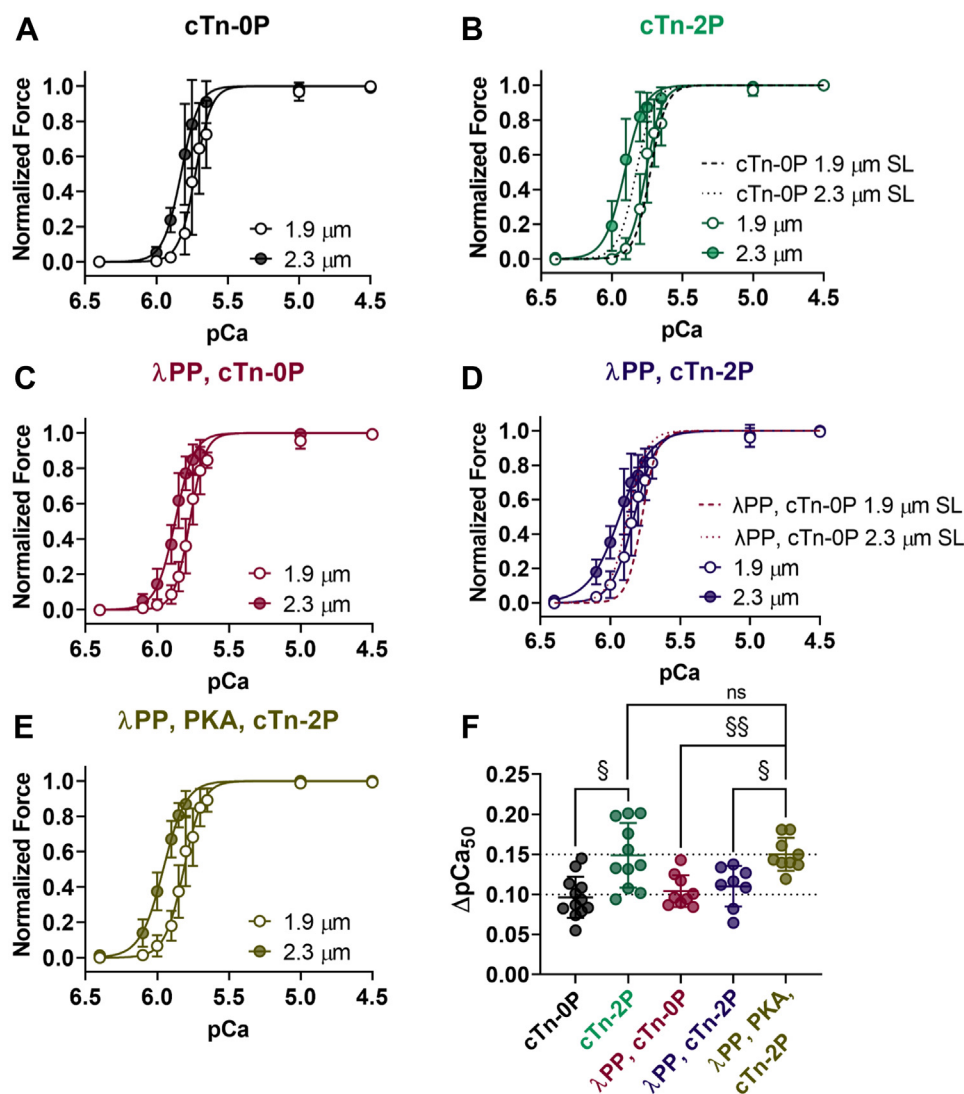 A
cTn-0P
Normalized Force
1.0
0.8
0.6
0.4
0.2
0.0
1.9 μm
2.3 μm
6.5 6.0 5.5 5.0 4.5
pCa
B
cTn-2P
Normalized Force
1.0
0.8
0.6
0.4
0.2
0.0
cTn-0P 1.9 μm SL
cTn-0P 2.3 μm SL
1.9 μm
2.3 μm
6.5 6.0 5.5 5.0 4.5
pCa
C
λPP, cTn-0P
Normalized Force
1.0
0.8
0.6
0.4
0.2
0.0
1.9 μm
2.3 μm
6.5 6.0 5.5 5.0 4.5
pCa
D
λPP, cTn-2P
Normalized Force
1.0
0.8
0.6
0.4
0.2
0.0
λPP, cTn-0P 1.9 μm SL
λPP, cTn-0P 2.3 μm SL
1.9 μm
2.3 μm
6.5 6.0 5.5 5.0 4.5
pCa
E
λPP, PKA, cTn-2P
Normalized Force
1.0
0.8
0.6
0.4
0.2
0.0
1.9 μm
2.3 μm
6.5 6.0 5.5 5.0 4.5
pCa
F
ns
§§
§
§
ΔpCa50
0.25
0.20
0.15
0.10
0.05
0.00
cTn-0P
cTn-2P
λPP, cTn-0P
λPP, cTn-2P
λPP, PKA,
cTn-2P